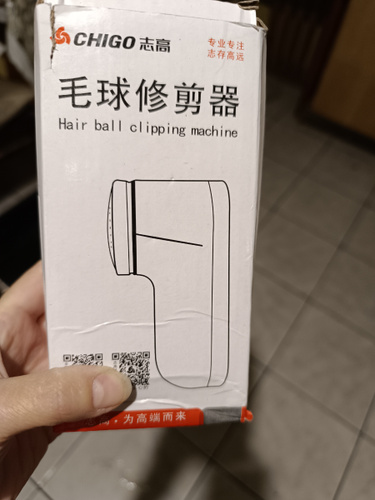 CHIGO 志高
专业专注
志存高远
毛球修剪器
Hair ball clipping machine
，为高端而来